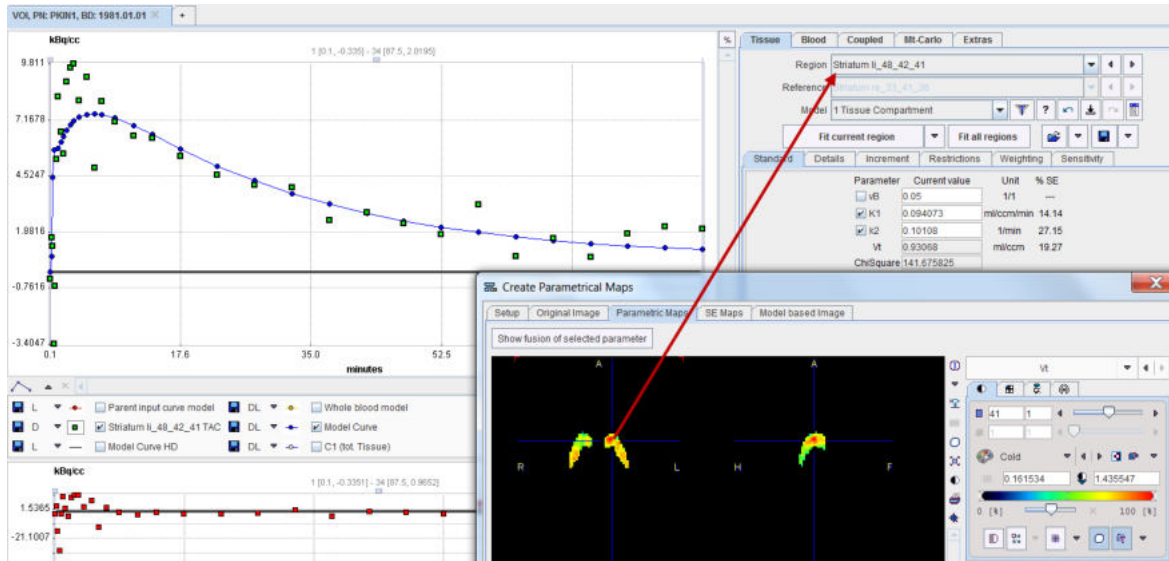 VOI, PN: PKIN1, BD: 1981.01.01
kBq/cc
1 [0.1, -0.335] - 34 [87.5, 2.0195]
9.811
7.1678
4.5247
1.8816
-0.7616
-3.4047
0.1 17.6 35.0 52.5
minutes
L Parent input curve model DL Whole blood model
D Striatum li_48_42_41 TAC DL Model Curve
L Model Curve HD DL C1 (tot. Tissue)
kBq/cc
1 [0.1, -0.3351] - 34 [87.5, 0.9652]
1.5365
-21.1007
%
Tissue Blood Coupled Mt-Carlo Extras
Region Striatum li_48_42_41
Reference
Model 1 Tissue Compartment
Fit current region Fit all regions
Standard Details Increment Restrictions Weighting Sensitivity
Parameter Current value Unit % SE
vB 0.05 1/1 ---
K1 0.094073 ml/ccm/min 14.14
k2 0.10108 1/min 27.15
Vt 0.93068 ml/ccm 19.27
ChiSquare 141.675825
Create Parametrical Maps
Setup Original Image Parametric Maps SE Maps Model based Image
Show fusion of selected parameter
A A
R L H F
Vt
41 1
1 1
Cold
0.161534 1.435547
0 [%] 100 [%]